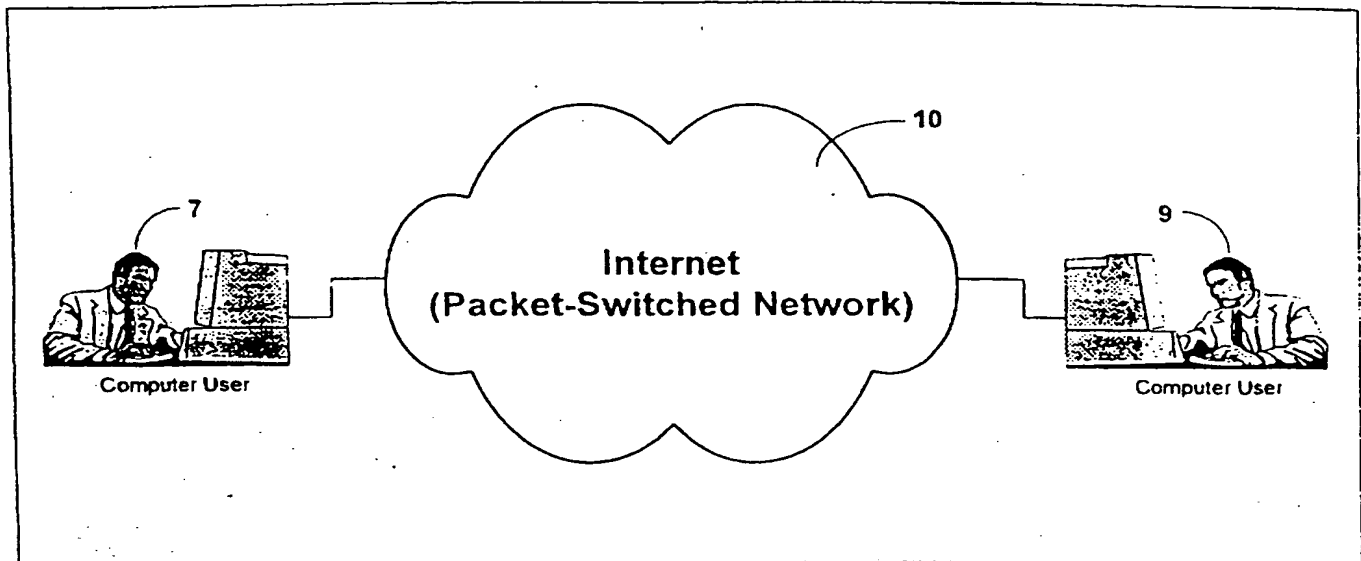 10
7
9
Internet
(Packet-Switched Network)
Computer User
Computer User